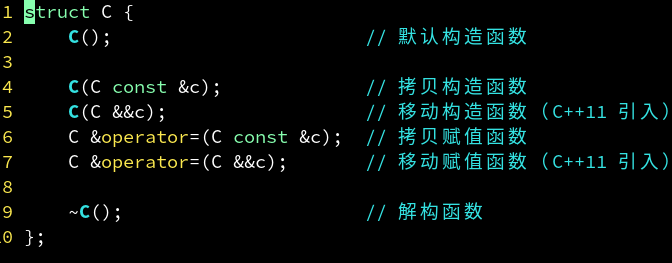 1 struct C {
2     C();                       // 默认构造函数
3
4     C(C const &c);             // 拷贝构造函数
5     C(C &&c);                  // 移动构造函数（C++11 引入）
6     C &operator=(C const &c);  // 拷贝赋值函数
7     C &operator=(C &&c);       // 移动赋值函数（C++11 引入）
8
9     ~C();                      // 解构函数
10 };